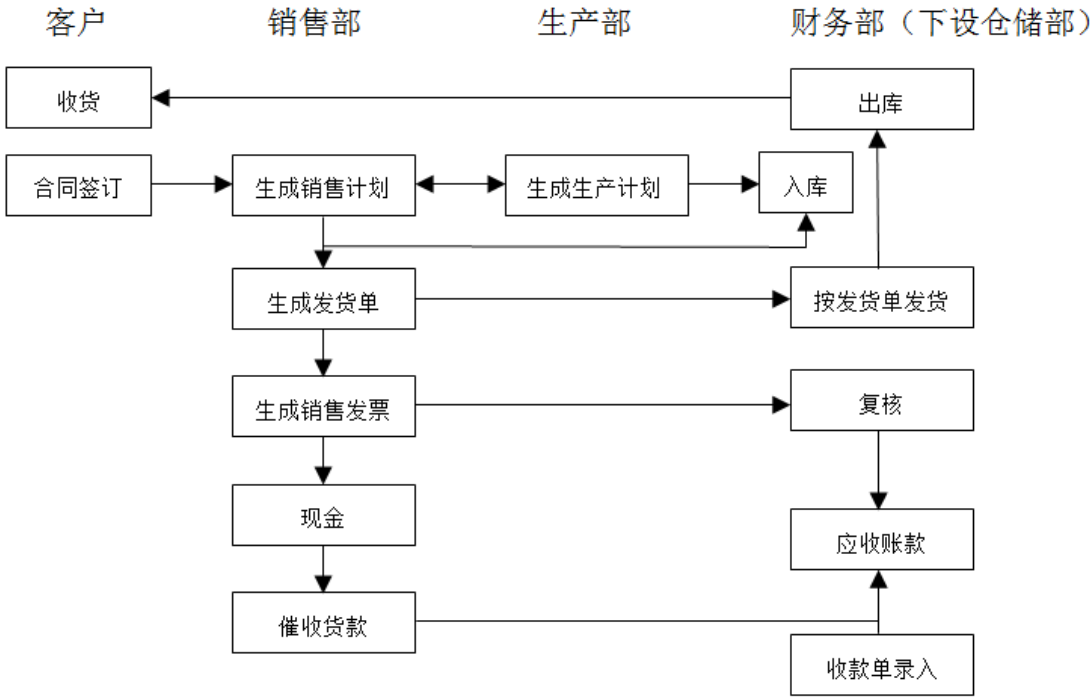 客户 销售部 生产部 财务部（下设仓储部）
收货 出库
合同签订 生成销售计划 生成生产计划 入库
生成发货单 按发货单发货
生成销售发票 复核
现金 应收账款
催收货款 收款单录入